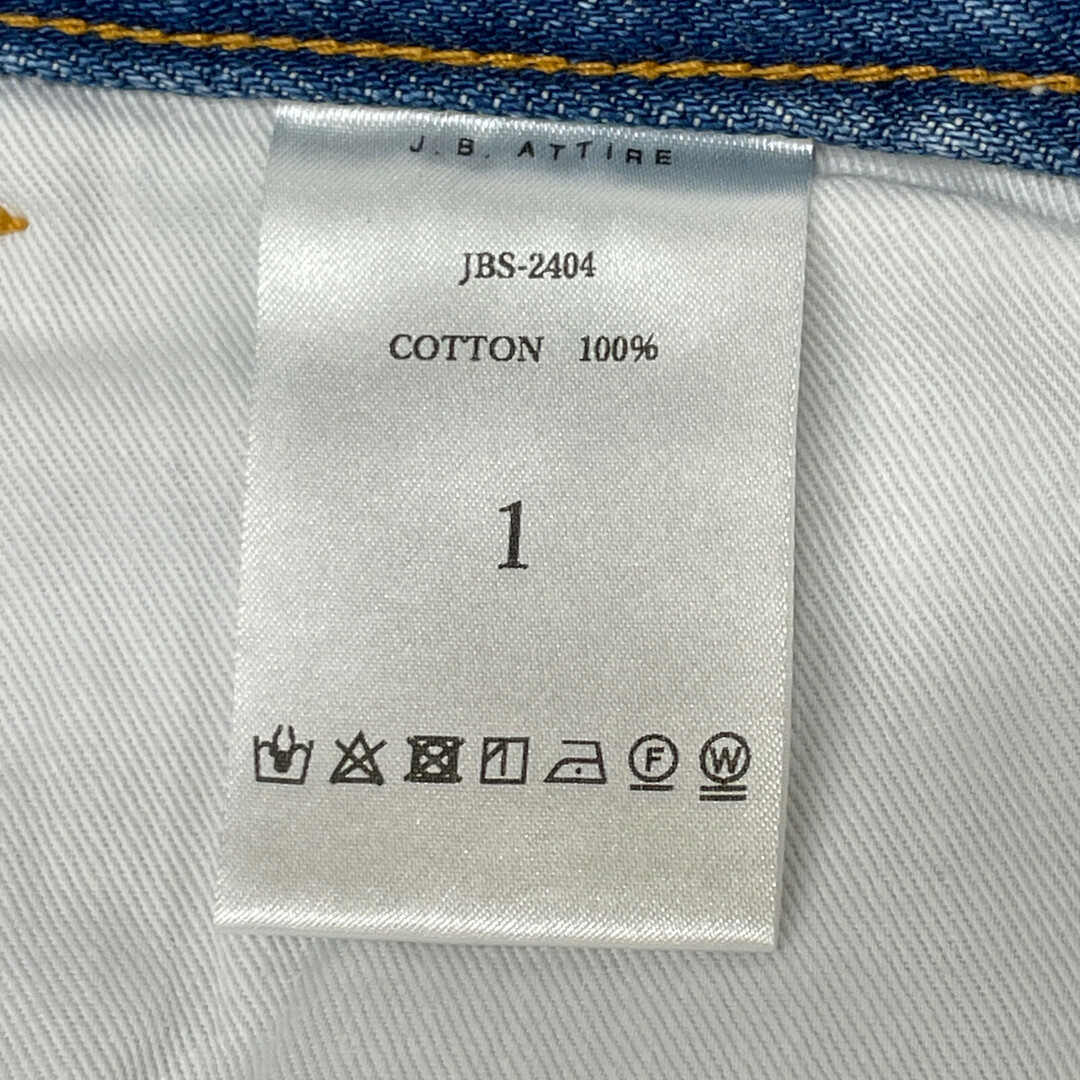 J.B. ATTIRE
JBS-2404
COTTON 100%
1
F W